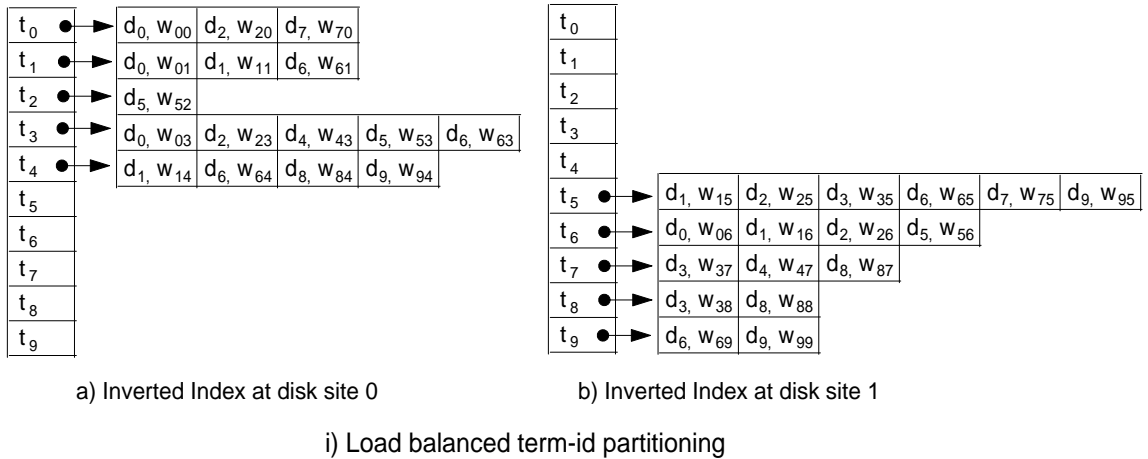 t0 d0, w00 d2, w20 d7, w70
t1 d0, w01 d1, w11 d6, w61
t2 d5, w52
t3 d0, w03 d2, w23 d4, w43 d5, w53 d6, w63
t4 d1, w14 d6, w64 d8, w84 d9, w94
t5
t6
t7
t8
t9
a) Inverted Index at disk site 0
t0
t1
t2
t3
t4
t5 d1, w15 d2, w25 d3, w35 d6, w65 d7, w75 d9, w95
t6 d0, w06 d1, w16 d2, w26 d5, w56
t7 d3, w37 d4, w47 d8, w87
t8 d3, w38 d8, w88
t9 d6, w69 d9, w99
b) Inverted Index at disk site 1
i) Load balanced term-id partitioning